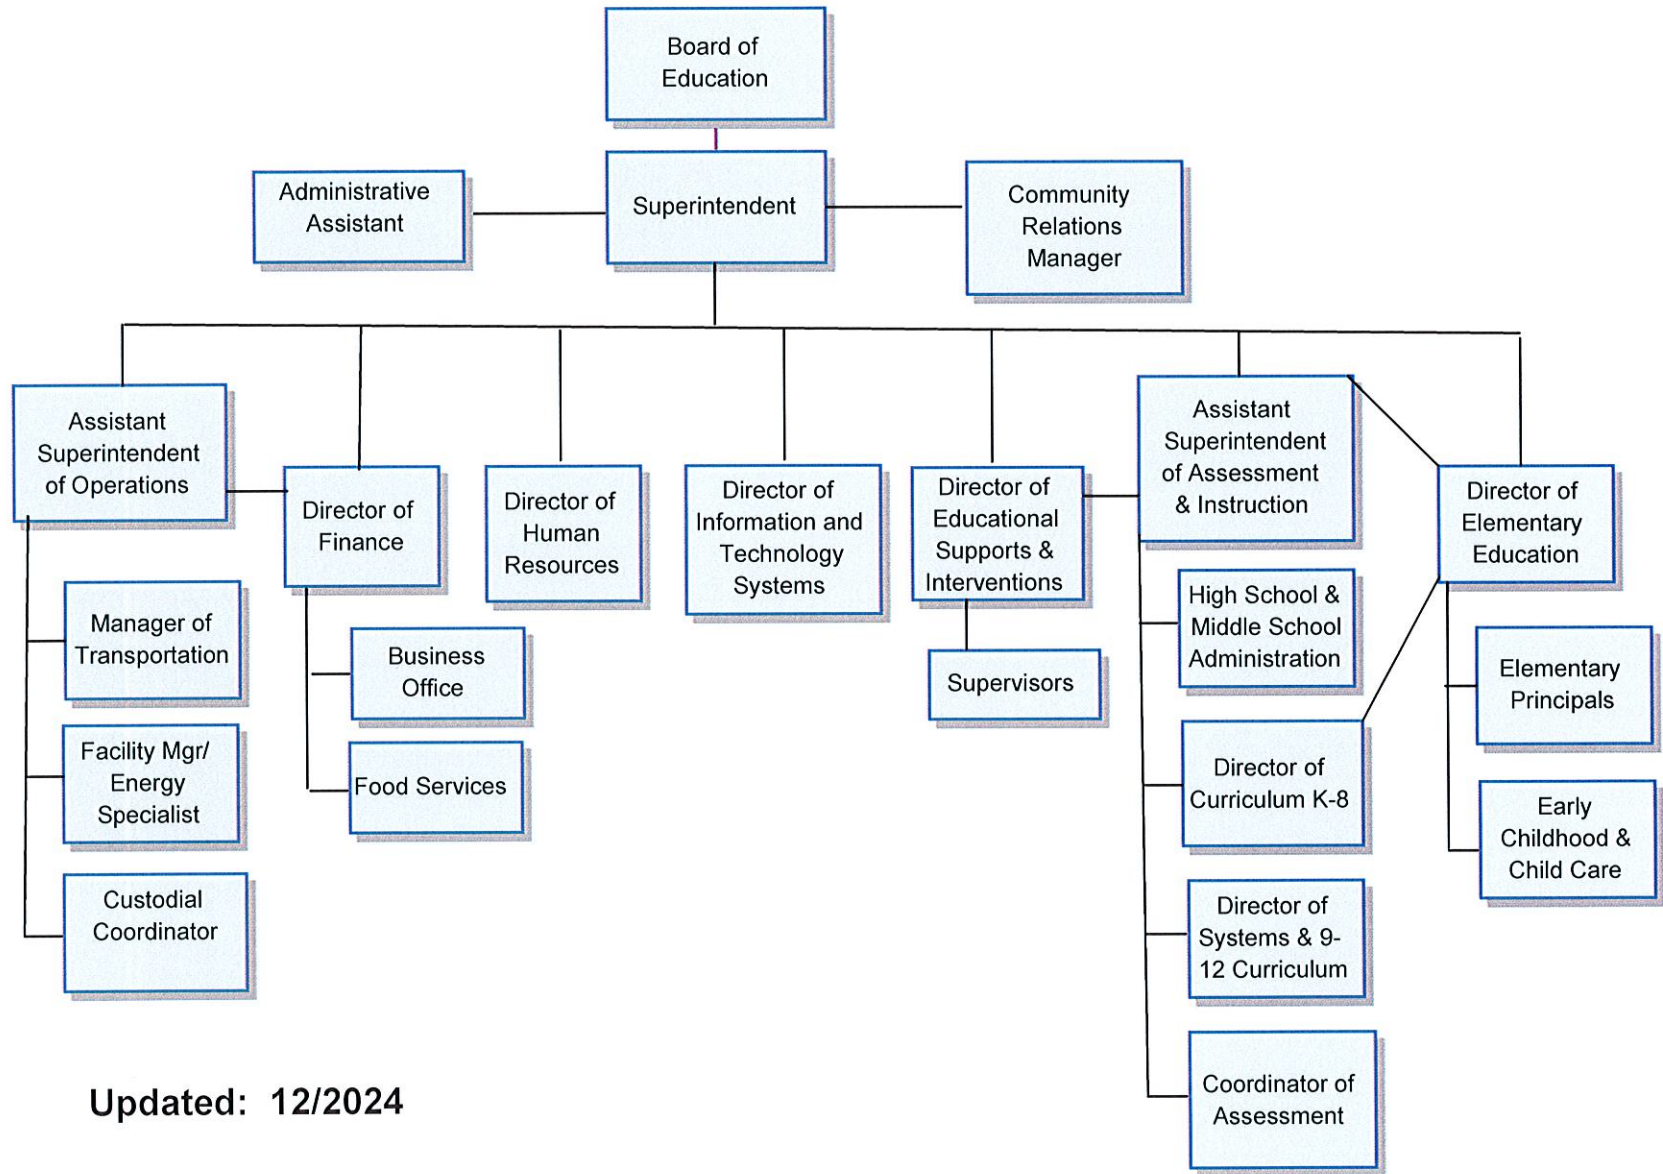 Board of
Education
Administrative
Assistant
Superintendent
Community
Relations
Manager
Assistant
Superintendent
of Operations
Director of
Finance
Director of
Human
Resources
Director of
Information and
Technology
Systems
Director of
Educational
Supports &
Interventions
Assistant
Superintendent
of Assessment
& Instruction
Director of
Elementary
Education
Manager of
Transportation
Facility Mgr/
Energy
Specialist
Custodial
Coordinator
Business
Office
Food Services
Supervisors
High School &
Middle School
Administration
Director of
Curriculum K-8
Director of
Systems & 9-
12 Curriculum
Coordinator of
Assessment
Elementary
Principals
Early
Childhood &
Child Care
Updated: 12/2024